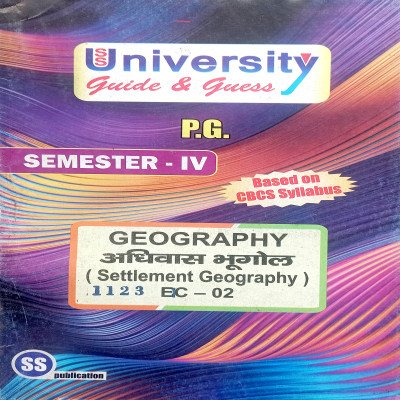 SS University
Guide & Guess
P.G.
SEMESTER - IV
Based on
CBCS Syllabus
GEOGRAPHY
अधिवास भूगोल
( Settlement Geography )
1123 1 EC – 02
SS
publication